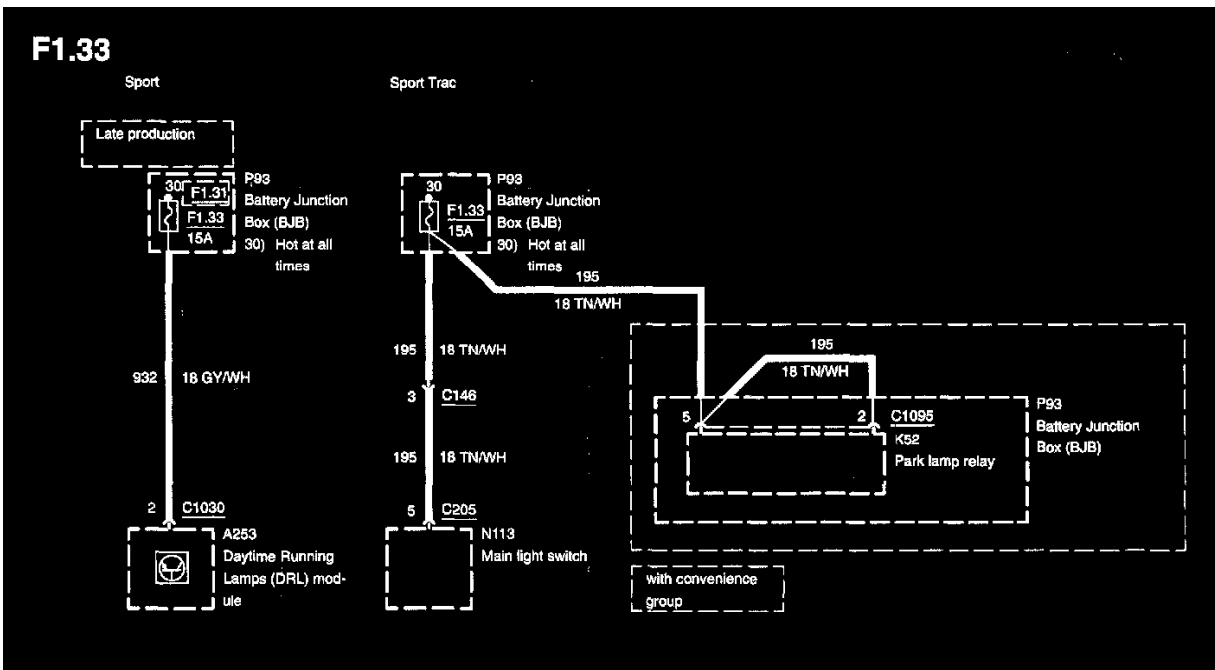 F1.33
Sport
Sport Trac
Late production
30
F1.31
F1.33
15A
P93
Battery Junction
Box (BJB)
30) Hot at all
times
30
F1.33
15A
P93
Battery Junction
Box (BJB)
30) Hot at all
times
195
18 TN/WH
932
18 GY/WH
195
18 TN/WH
3
C146
195
18 TN/WH
195
18 TN/WH
5
2
C1095
K52
Park lamp relay
P93
Battery Junction
Box (BJB)
2
C1030
A253
Daytime Running
Lamps (DRL) mod-
ule
5
C205
N113
Main light switch
with convenience
group